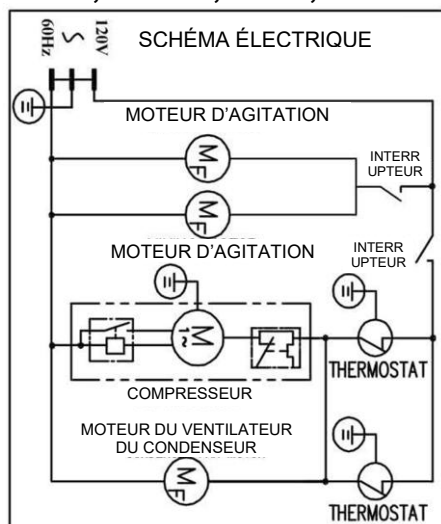 SCHÉMA ÉLECTRIQUE
120V
60Hz
MOTEUR D'AGITATION
M
F
INTERR
UPTEUR
M
F
MOTEUR D'AGITATION
INTERR
UPTEUR
M
1~
THERMOSTAT
COMPRESSEUR
MOTEUR DU VENTILATEUR
DU CONDENSEUR
M
F
THERMOSTAT